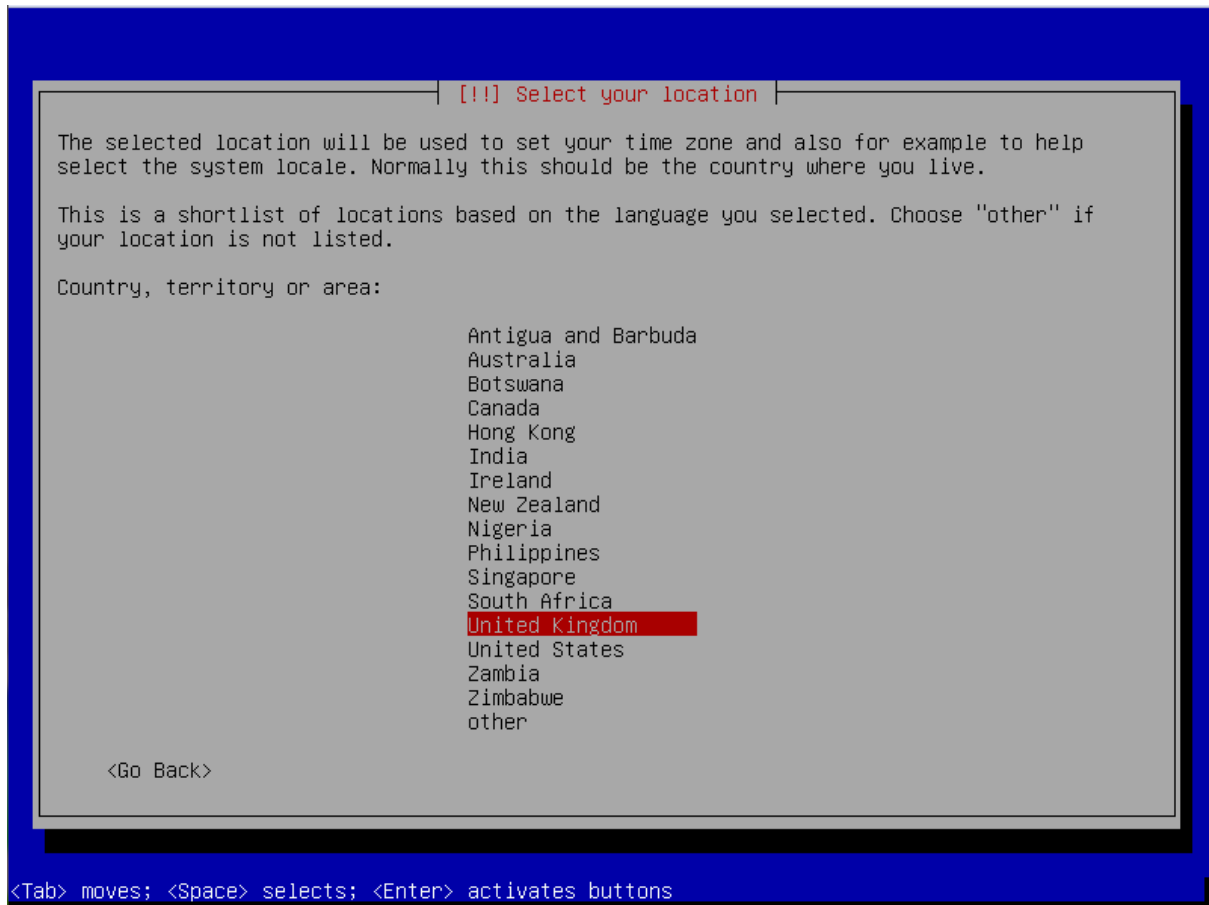 [!!] Select your location
The selected location will be used to set your time zone and also for example to help
select the system locale. Normally this should be the country where you live.
This is a shortlist of locations based on the language you selected. Choose "other" if
your location is not listed.
Country, territory or area:
Antigua and Barbuda
Australia
Botswana
Canada
Hong Kong
India
Ireland
New Zealand
Nigeria
Philippines
Singapore
South Africa
United Kingdom
United States
Zambia
Zimbabwe
other
<Go Back>
<Tab> moves; <Space> selects; <Enter> activates buttons